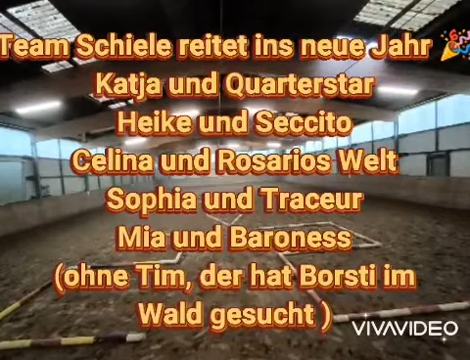 Team Schiele reitet ins neue Jahr 🎉
Katja und Quarterstar
Heike und Seccito
Celina und Rosarios Welt
Sophia und Traceur
Mia und Baroness
(ohne Tim, der hat Borsti im
Wald gesucht )
VIVAVIDEO